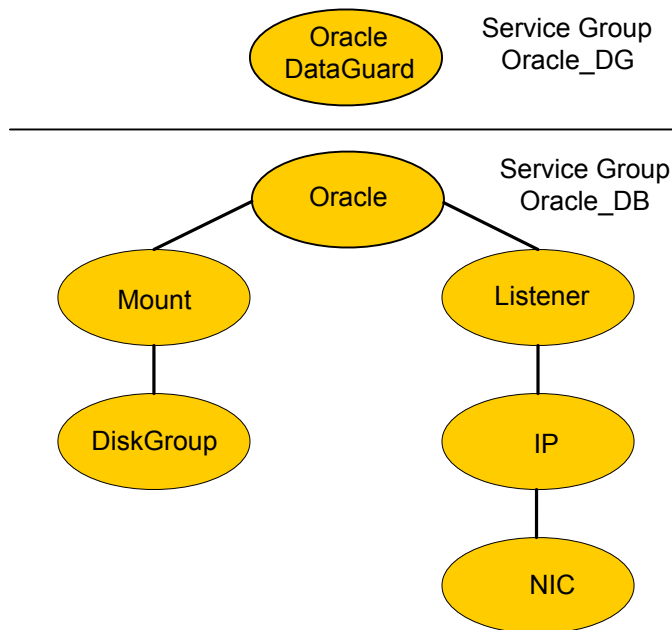 Oracle
DataGuard
Service Group
Oracle_DG
Service Group
Oracle_DB
Oracle
Mount
Listener
DiskGroup
IP
NIC